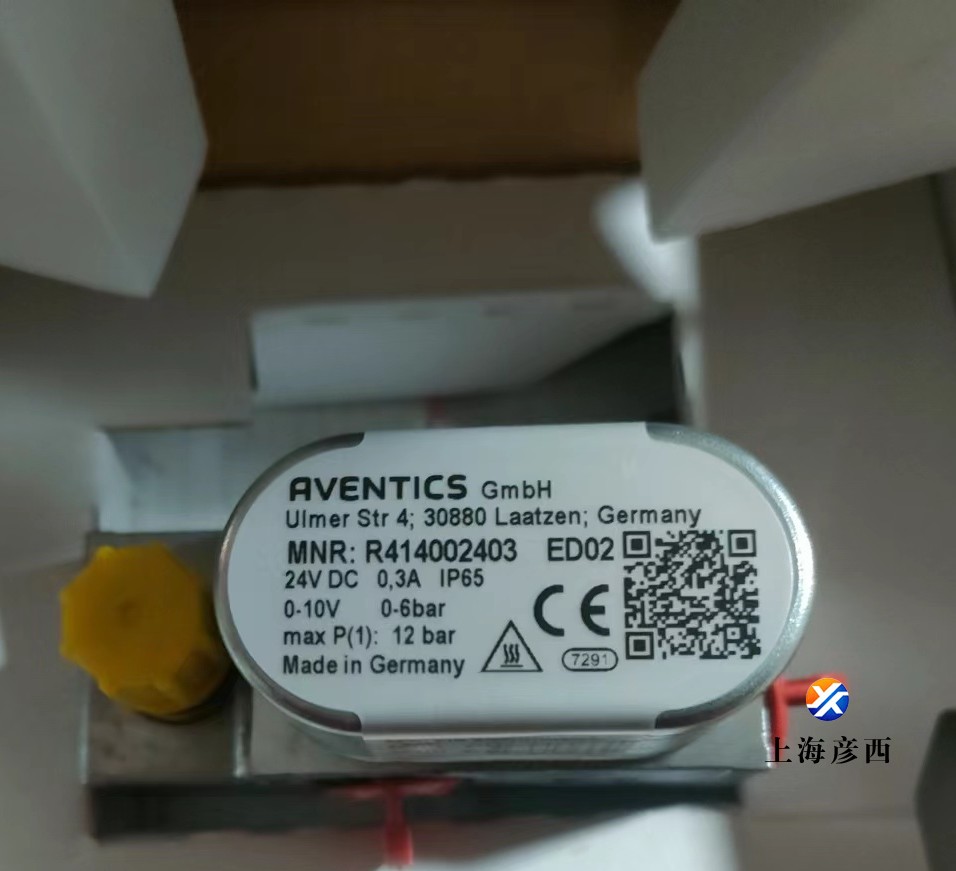 AVENTICS GmbH
Ulmer Str 4; 30880 Laatzen; Germany
MNR: R414002403 ED02
24V DC 0,3A IP65
0-10V 0-6bar
max P(1): 12 bar
Made in Germany
CE
7291
上海彦西